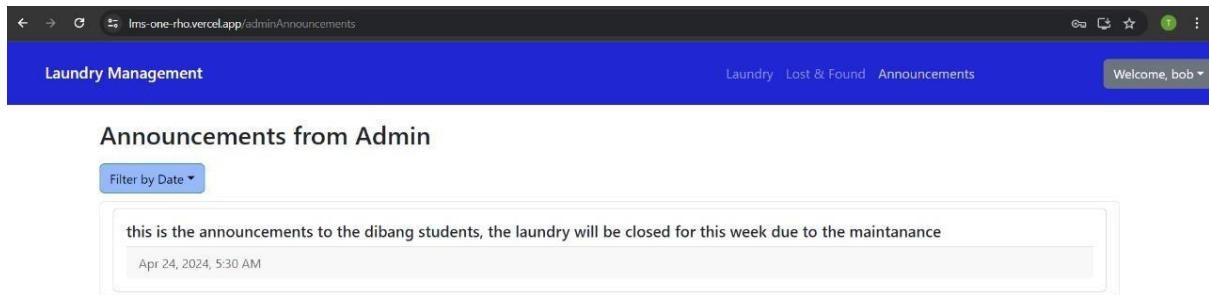 lms-one-rho.vercel.app/adminAnnouncements
T
Laundry Management
Laundry Lost & Found Announcements
Welcome, bob
Announcements from Admin
Filter by Date
this is the announcements to the dibang students, the laundry will be closed for this week due to the maintanance
Apr 24, 2024, 5:30 AM